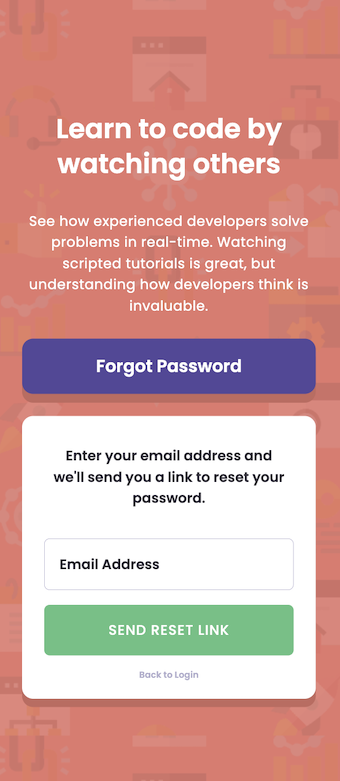 Learn to code by
watching others
See how experienced developers solve
problems in real-time. Watching
scripted tutorials is great, but
understanding how developers think is
invaluable.
Forgot Password
Enter your email address and
we'll send you a link to reset your
password.
Email Address
SEND RESET LINK
Back to Login